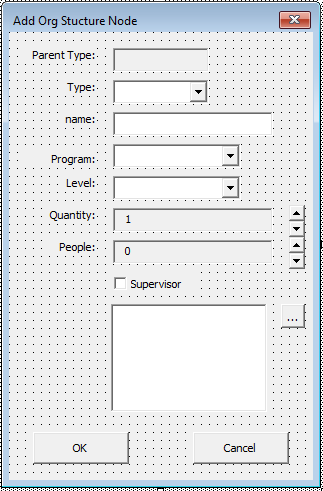 Add Org Stucture Node
Parent Type:
Type:
name:
Program:
Level:
Quantity: 1
People: 0
Supervisor
...
OK Cancel